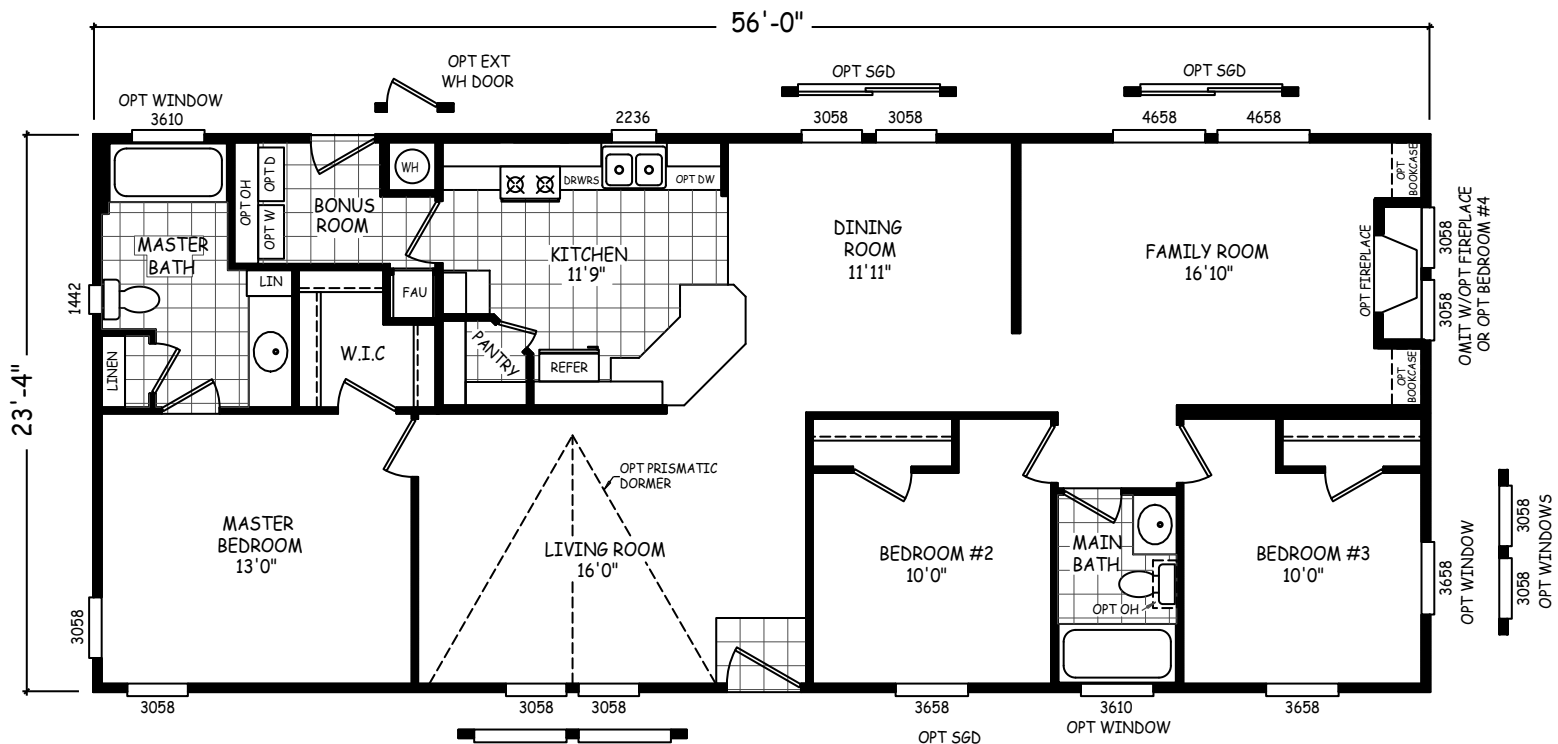 56'-0"
OPT EXT
WH DOOR
OPT SGD
OPT SGD
OPT WINDOW
3610
2236
3058
3058
4658
4658
OPT OH
OPT D
OPT W
WH
DRWRS
OPT DW
OPT
BOOKCASE
BONUS
ROOM
MASTER
BATH
KITCHEN
11'9"
DINING
ROOM
11'11"
FAMILY ROOM
16'10"
OPT FIREPLACE
3058
3058
OMIT W/OPT FIREPLACE
OR OPT BEDROOM #4
1442
LIN
FAU
W.I.C
PANTRY
REFER
LINEN
OPT
BOOKCASE
23'-4"
OPT PRISMATIC
DORMER
MASTER
BEDROOM
13'0"
LIVING ROOM
16'0"
BEDROOM #2
10'0"
MAIN
BATH
OPT OH
BEDROOM #3
10'0"
3658
OPT WINDOW
3058
3058
OPT WINDOWS
3058
3058
3058
3058
3658
3610
3658
OPT SGD
OPT WINDOW